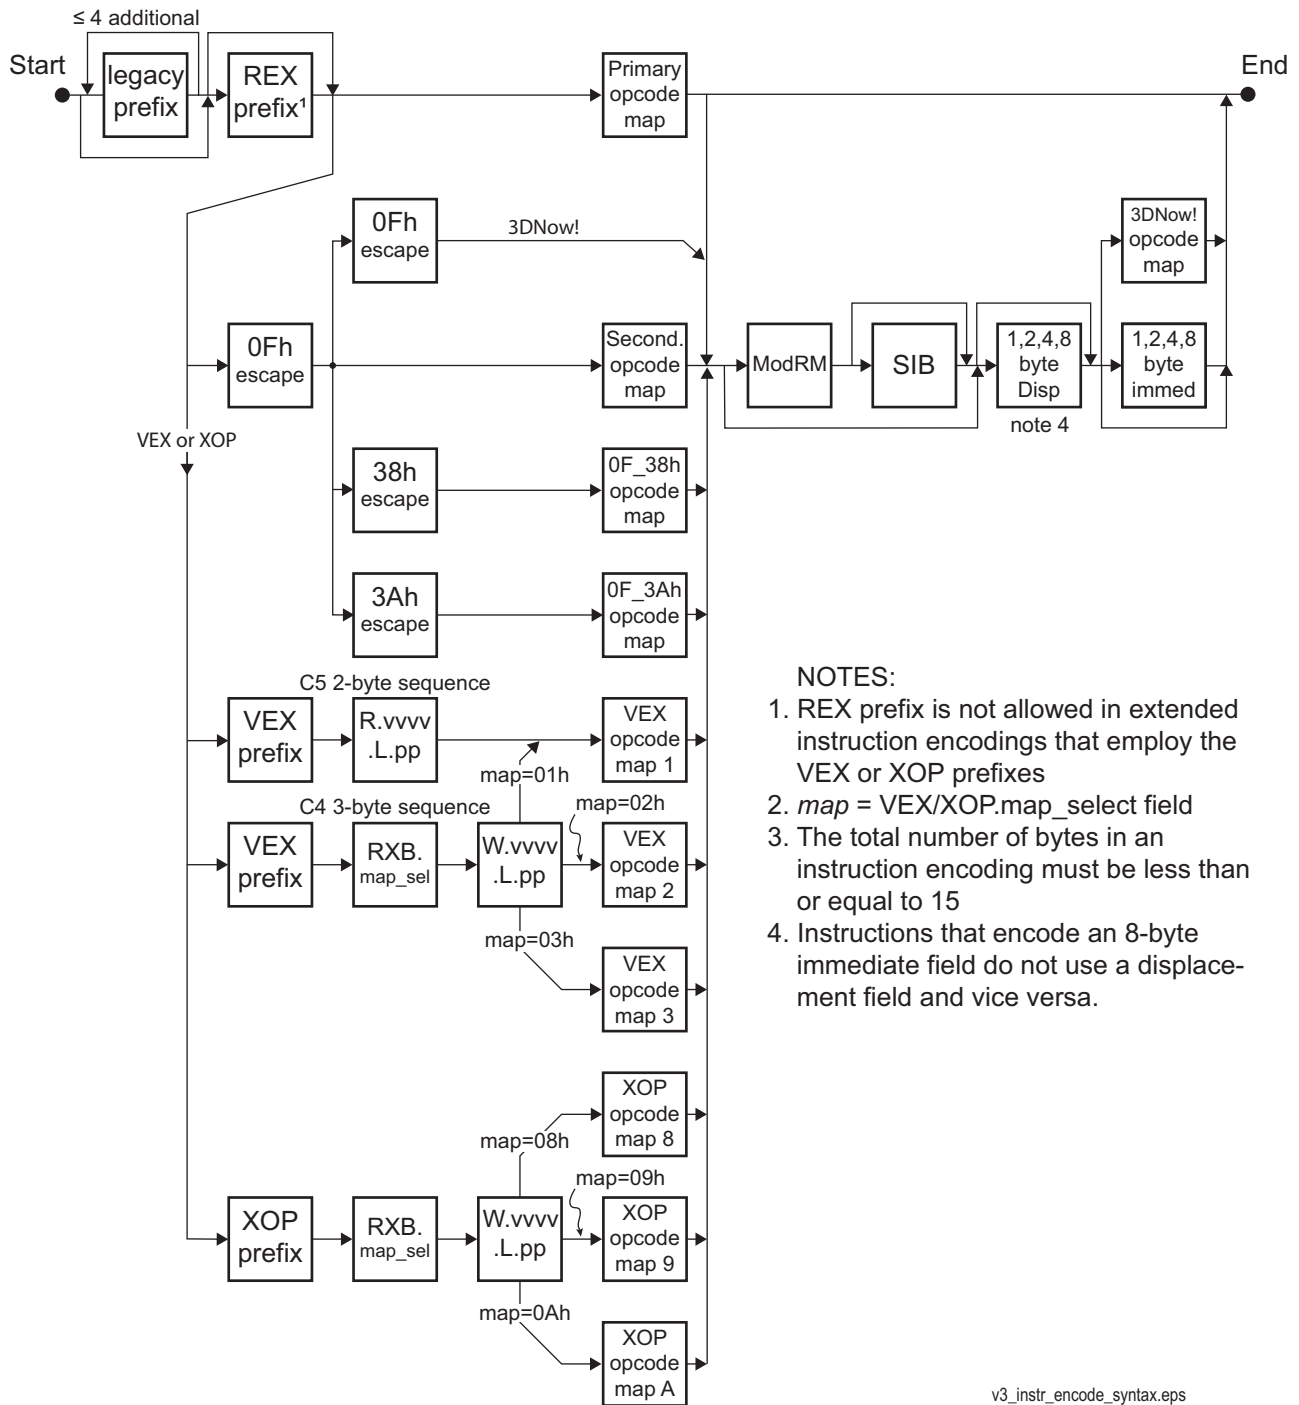 ≤ 4 additional
Start
legacy
prefix
REX
prefix¹
Primary
opcode
map
End
0Fh
escape
3DNow!
3DNow!
opcode
map
0Fh
escape
Second.
opcode
map
ModRM
SIB
1,2,4,8
byte
Disp
note 4
1,2,4,8
byte
immed
VEX or XOP
38h
escape
0F_38h
opcode
map
3Ah
escape
0F_3Ah
opcode
map
C5 2-byte sequence
VEX
prefix
R.vvvv
.L.pp
VEX
opcode
map 1
map=01h
C4 3-byte sequence
map=02h
VEX
prefix
RXB.
map_sel
W.vvvv
.L.pp
VEX
opcode
map 2
map=03h
VEX
opcode
map 3
NOTES:
1. REX prefix is not allowed in extended
instruction encodings that employ the
VEX or XOP prefixes
2. map = VEX/XOP.map_select field
3. The total number of bytes in an
instruction encoding must be less than
or equal to 15
4. Instructions that encode an 8-byte
immediate field do not use a displace-
ment field and vice versa.
XOP
opcode
map 8
map=08h
map=09h
XOP
prefix
RXB.
map_sel
W.vvvv
.L.pp
XOP
opcode
map 9
map=0Ah
XOP
opcode
map A
v3_instr_encode_syntax.eps